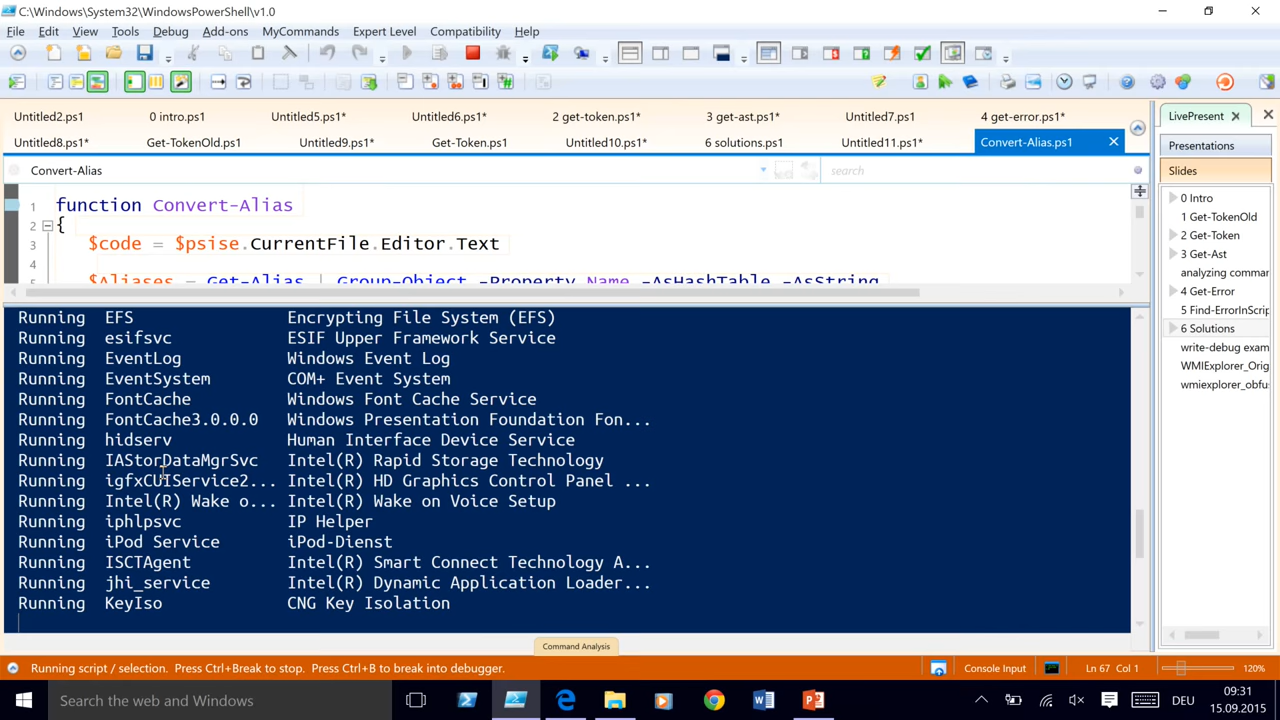 C:\Windows\System32\WindowsPowerShell\v1.0
File Edit View Tools Debug Add-ons MyCommands Expert Level Compatibility Help
Untitled2.ps1 0 intro.ps1 Untitled5.ps1* Untitled6.ps1* 2 get-token.ps1* 3 get-ast.ps1* Untitled7.ps1 4 get-error.ps1*
Untitled8.ps1* Get-TokenOld.ps1 Untitled9.ps1* Get-Token.ps1 Untitled10.ps1* 6 solutions.ps1 Untitled11.ps1* Convert-Alias.ps1
Convert-Alias search
1 function Convert-Alias
2 {
3 $code = $psise.CurrentFile.Editor.Text
4
5 $Aliases = Get-Alias | Group-Object -Property Name -AsHashTable -AsString
Running EFS Encrypting File System (EFS)
Running esifsvc ESIF Upper Framework Service
Running EventLog Windows Event Log
Running EventSystem COM+ Event System
Running FontCache Windows Font Cache Service
Running FontCache3.0.0.0 Windows Presentation Foundation Fon...
Running hidserv Human Interface Device Service
Running IAStorDataMgrSvc Intel(R) Rapid Storage Technology
Running igfxCUIService2... Intel(R) HD Graphics Control Panel ...
Running Intel(R) Wake o... Intel(R) Wake on Voice Setup
Running iphlpsvc IP Helper
Running iPod Service iPod-Dienst
Running ISCTAgent Intel(R) Smart Connect Technology A...
Running jhi_service Intel(R) Dynamic Application Loader...
Running KeyIso CNG Key Isolation
Command Analysis
Running script / selection. Press Ctrl+Break to stop. Press Ctrl+B to break into debugger. Console Input Ln 67 Col 1 120%
LivePresent
Presentations
Slides
0 Intro
1 Get-TokenOld
2 Get-Token
3 Get-Ast
analyzing comma
4 Get-Error
5 Find-ErrorInScrip
6 Solutions
write-debug exam
WMIExplorer_Orig
wmiexplorer_obfu
Search the web and Windows
DEU
09:31
15.09.2015